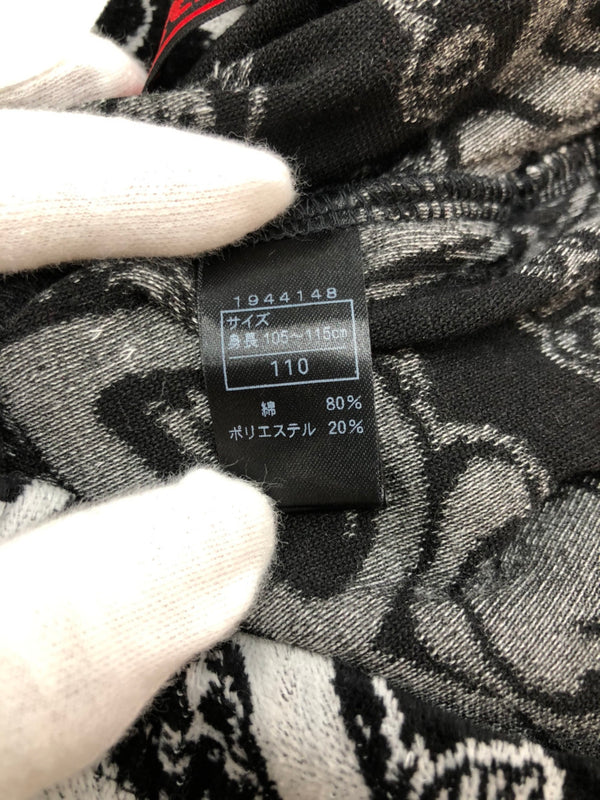 1944148
サイズ
身長 105～115cm
110
綿 80%
ポリエステル 20%